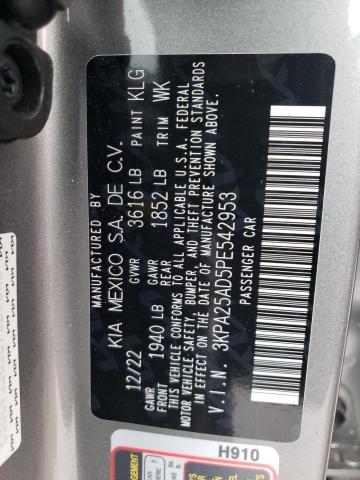 MANUFACTURED BY
KIA MEXICO S.A. DE C.V.
12/22 GVWR 3616 LB PAINT KLG
GAWR FRONT 1940 LB GAWR REAR 1852 LB TRIM WK
THIS VEHICLE CONFORMS TO ALL APPLICABLE U.S.A. FEDERAL
MOTOR VEHICLE SAFETY, BUMPER, AND THEFT PREVENTION STANDARDS
IN EFFECT ON THE DATE OF MANUFACTURE SHOWN ABOVE.
V.I.N. 3KPA25AD5PE542953
PASSENGER CAR
H910